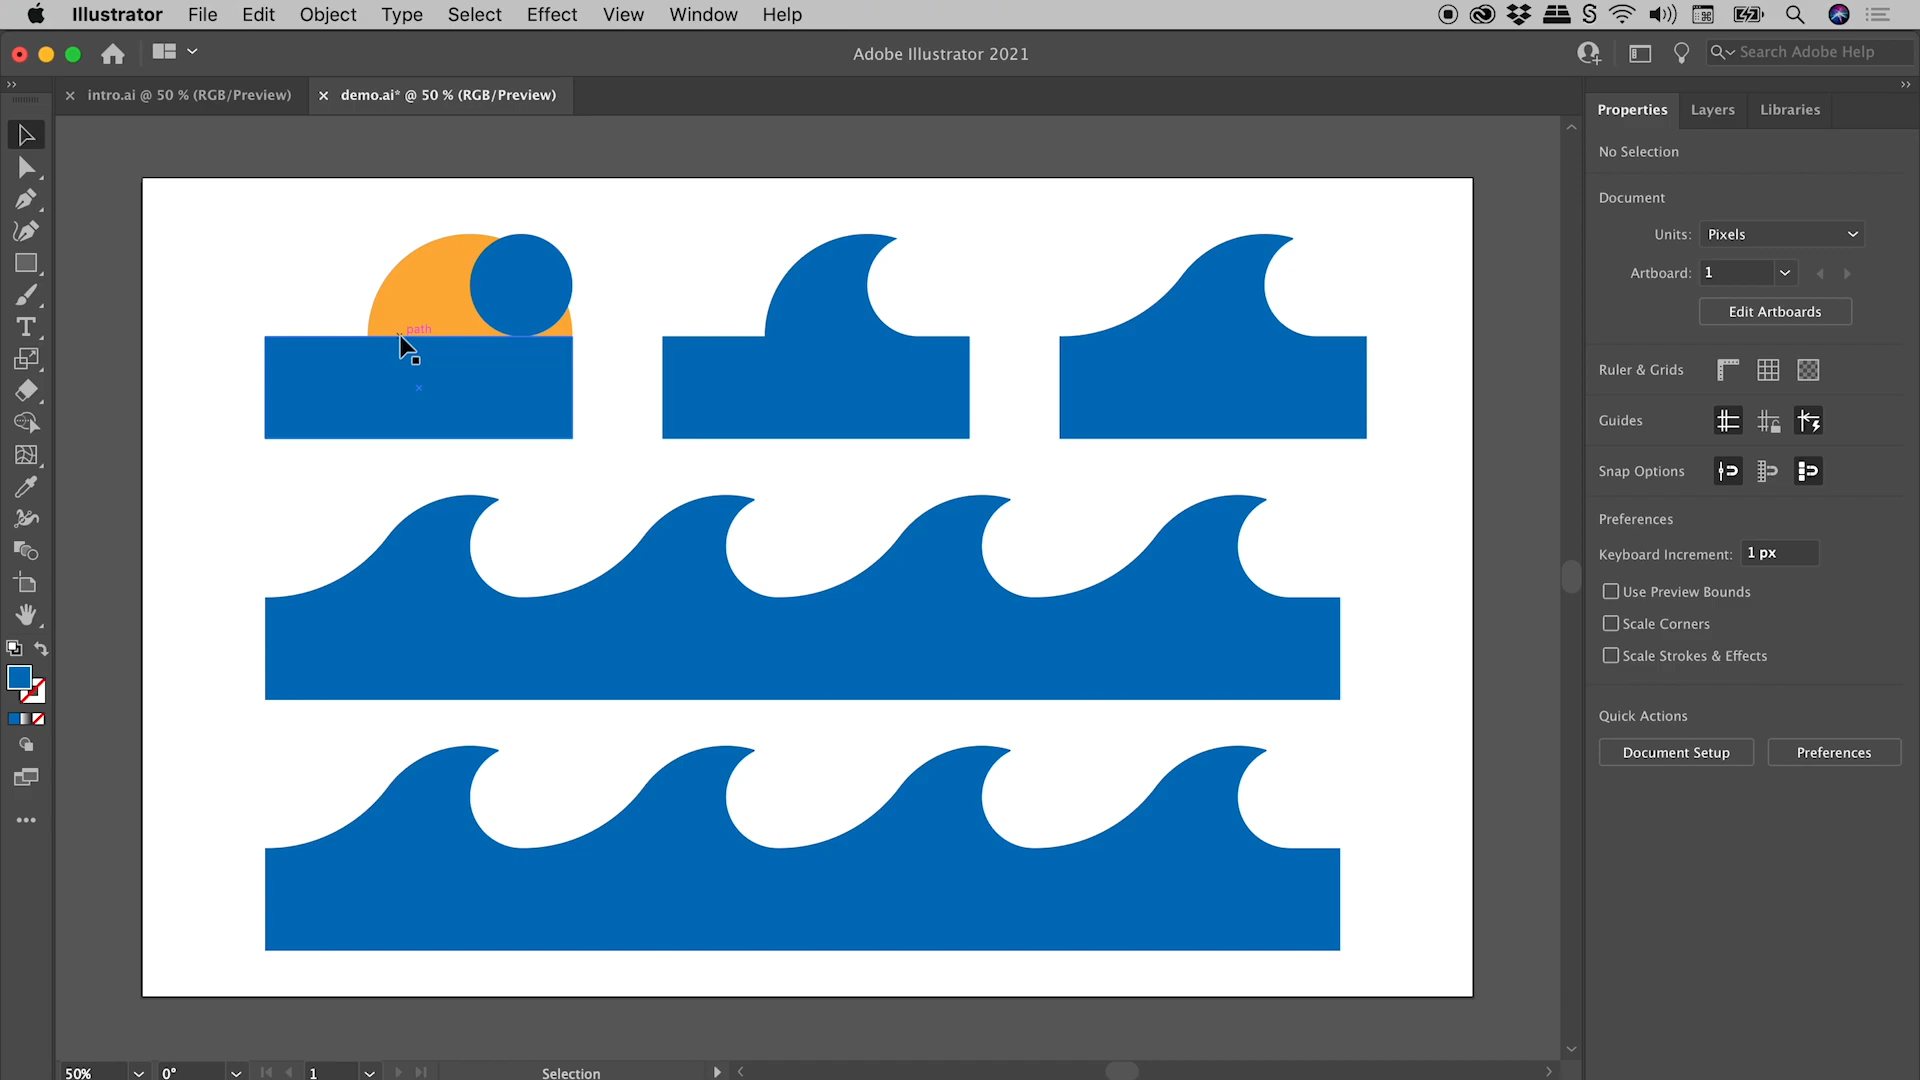 Illustrator File Edit Object Type Select Effect View Window Help
Adobe Illustrator 2021
Search Adobe Help
intro.ai @ 50 % (RGB/Preview)
demo.ai* @ 50 % (RGB/Preview)
Properties Layers Libraries
No Selection
Document
Units: Pixels
Artboard: 1
Edit Artboards
path
Ruler & Grids
Guides
Snap Options
Preferences
Keyboard Increment: 1 px
Use Preview Bounds
Scale Corners
Scale Strokes & Effects
Quick Actions
Document Setup Preferences
50% 0° 1 Selection